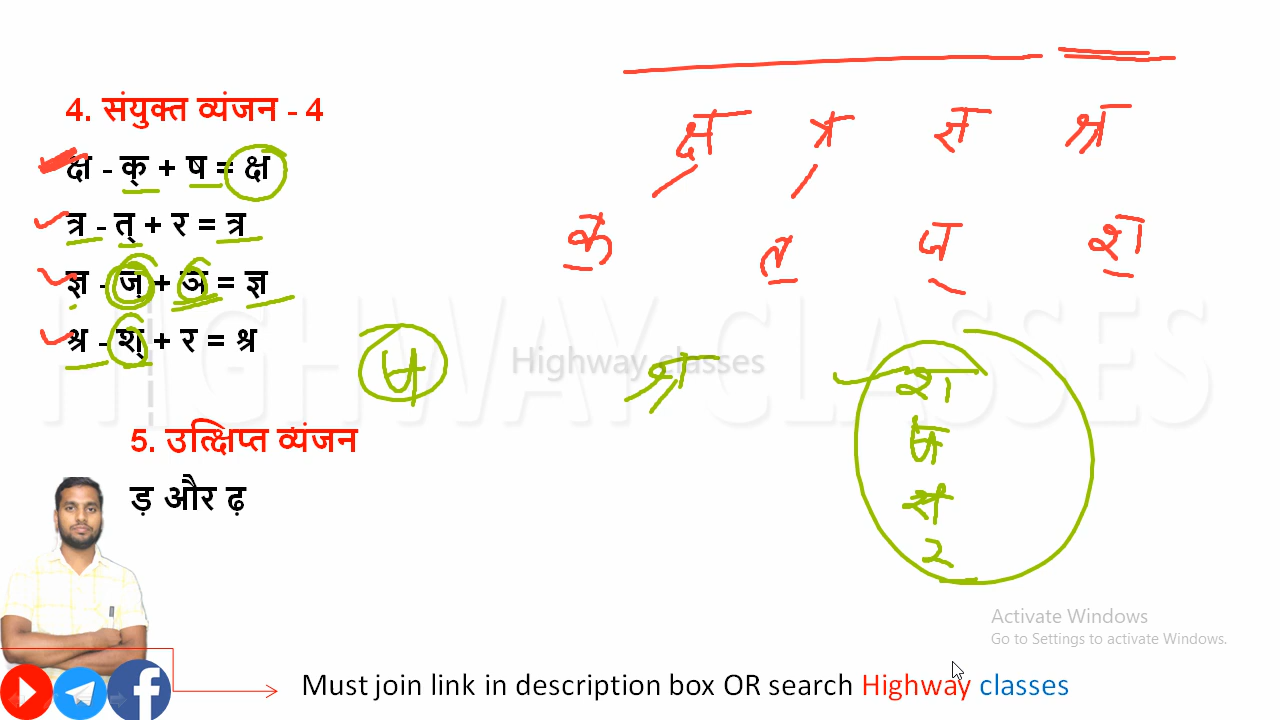 4. संयुक्त व्यंजन - 4
क्ष - क् + ष = क्ष
त्र - त् + र = त्र
ज्ञ - ज् + ञ = ज्ञ
श्र - श् + र = श्र
5. उत्क्षिप्त व्यंजन
ड़ और ढ़
क्ष त्र ज्ञ श्र
क त ज श
श्र
श
ष
स
HIGHWAY CLASSES
Highway classes
Activate Windows
Go to Settings to activate Windows.
Must join link in description box OR search Highway classes